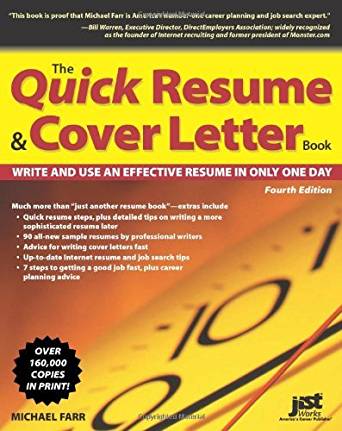 "This book is proof that Michael Farr is America's number-one career planning and job search expert."
—Bill Warren, Executive Director, DirectEmployers Association; widely recognized
as the founder of Internet recruiting and former president of Monster.com
The
Quick Resume
& Cover Letter Book
WRITE AND USE AN EFFECTIVE RESUME IN ONLY ONE DAY
Fourth Edition
Much more than "just another resume book"—extras include
• Quick resume steps, plus detailed tips on writing a more
sophisticated resume later
• 90 all-new sample resumes by professional writers
• Advice for writing cover letters fast
• Up-to-date Internet resume and job search tips
• 7 steps to getting a good job fast, plus career
planning advice
OVER
160,000
COPIES
IN PRINT!
MICHAEL FARR
jist
Works
America's Career Publisher